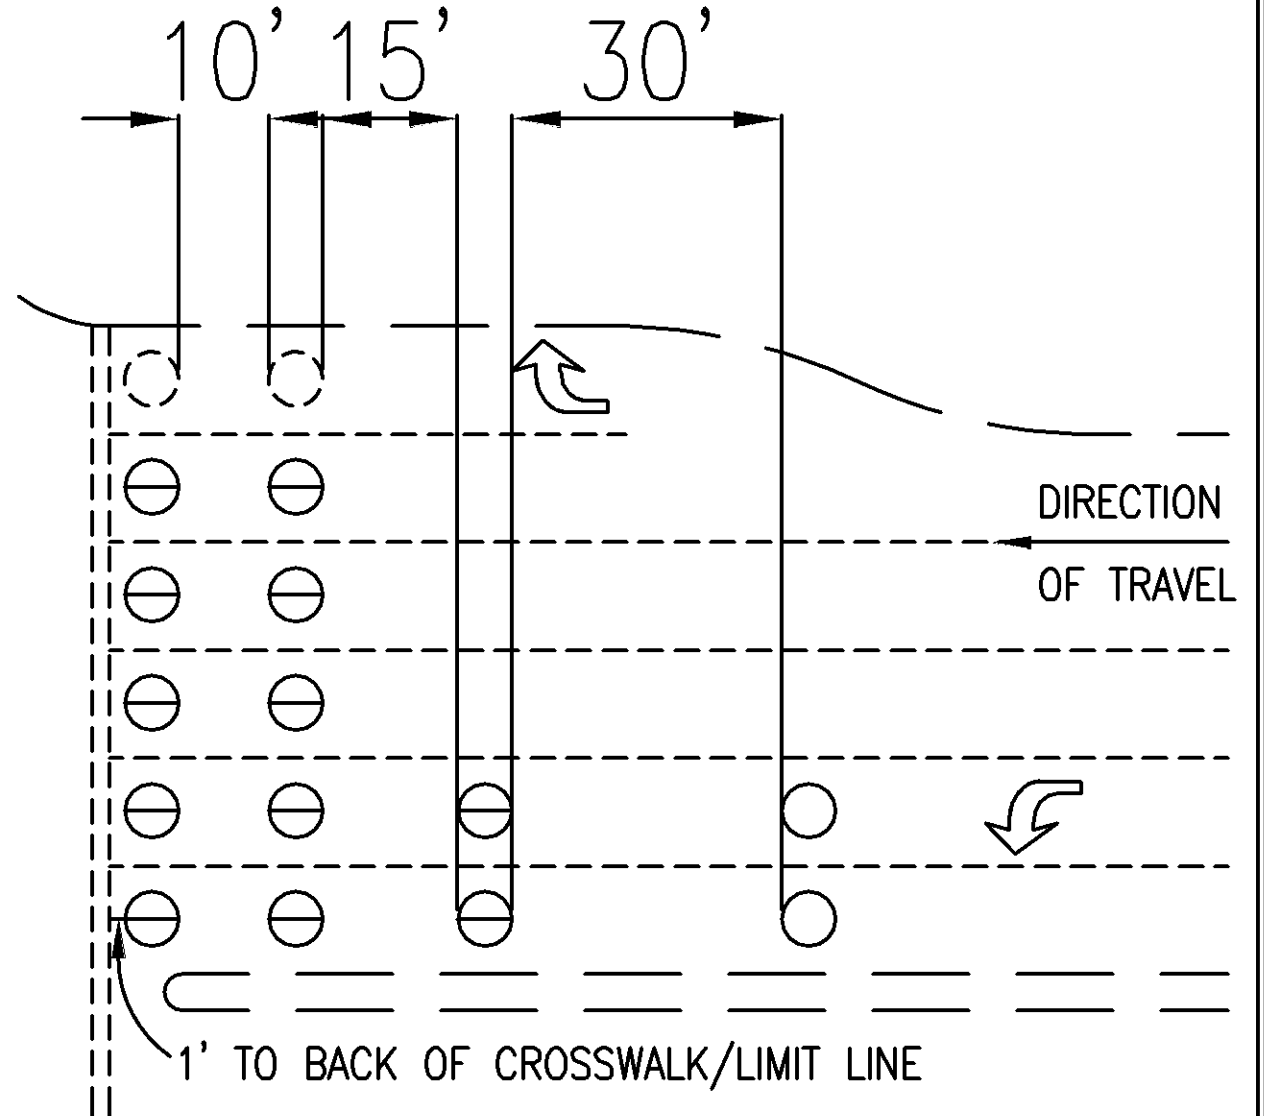 10' 15' 30'
DIRECTION
OF TRAVEL
1' TO BACK OF CROSSWALK/LIMIT LINE